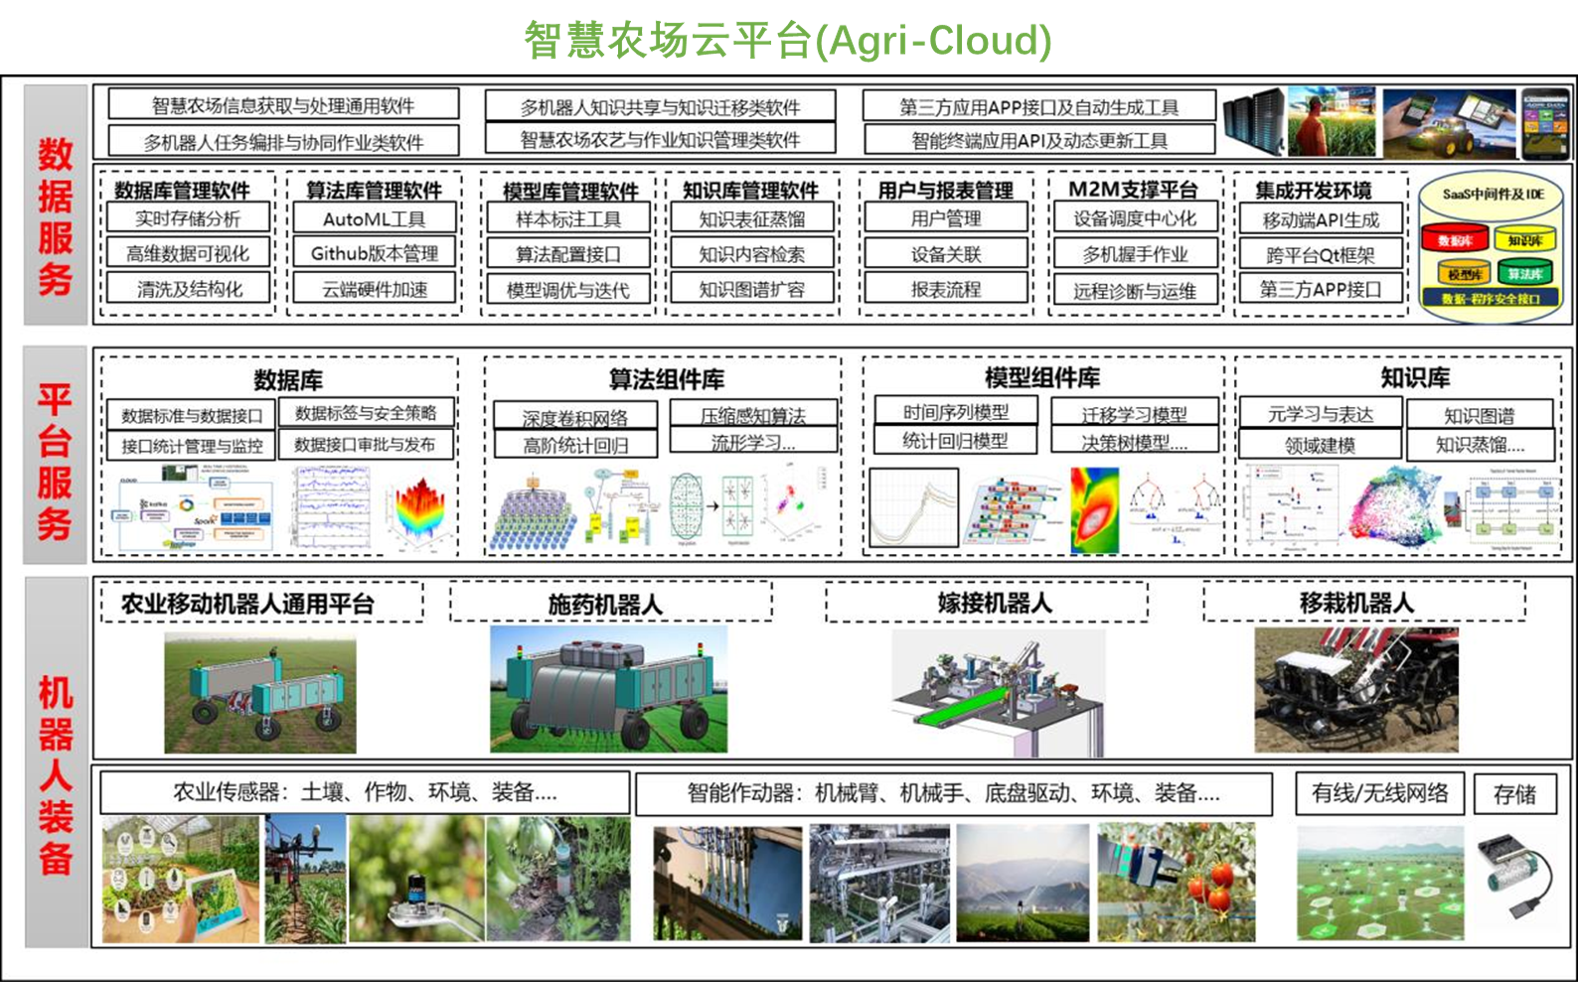 智慧农场云平台(Agri-Cloud)
数据服务
智慧农场信息获取与处理通用软件
多机器人知识共享与知识迁移类软件
第三方应用APP接口及自动生成工具
多机器人任务编排与协同作业类软件
智慧农场农艺与作业知识管理类软件
智能终端应用API及动态更新工具
数据库管理软件
实时存储分析
高维数据可视化
清洗及结构化
算法库管理软件
AutoML工具
Github版本管理
云端硬件加速
模型库管理软件
样本标注工具
算法配置接口
模型调优与迭代
知识库管理软件
知识表征蒸馏
知识内容检索
知识图谱扩容
用户与报表管理
用户管理
设备关联
报表流程
M2M支撑平台
设备调度中心化
多机握手作业
远程诊断与运维
集成开发环境
移动端API生成
跨平台Qt框架
第三方APP接口
SaaS中间件及IDE
数据库
知识库
模型库
算法库
数据-程序安全接口
平台服务
数据库
数据标准与数据接口
数据标签与安全策略
接口统计管理与监控
数据接口审批与发布
CLOUD
kafka
Spark
算法组件库
深度卷积网络
压缩感知算法
高阶统计回归
流形学习...
模型组件库
时间序列模型
迁移学习模型
统计回归模型
决策树模型....
知识库
元学习与表达
知识图谱
领域建模
知识蒸馏....
机器人装备
农业移动机器人通用平台
施药机器人
嫁接机器人
移栽机器人
农业传感器：土壤、作物、环境、装备....
智能作动器：机械臂、机械手、底盘驱动、环境、装备....
有线/无线网络
存储